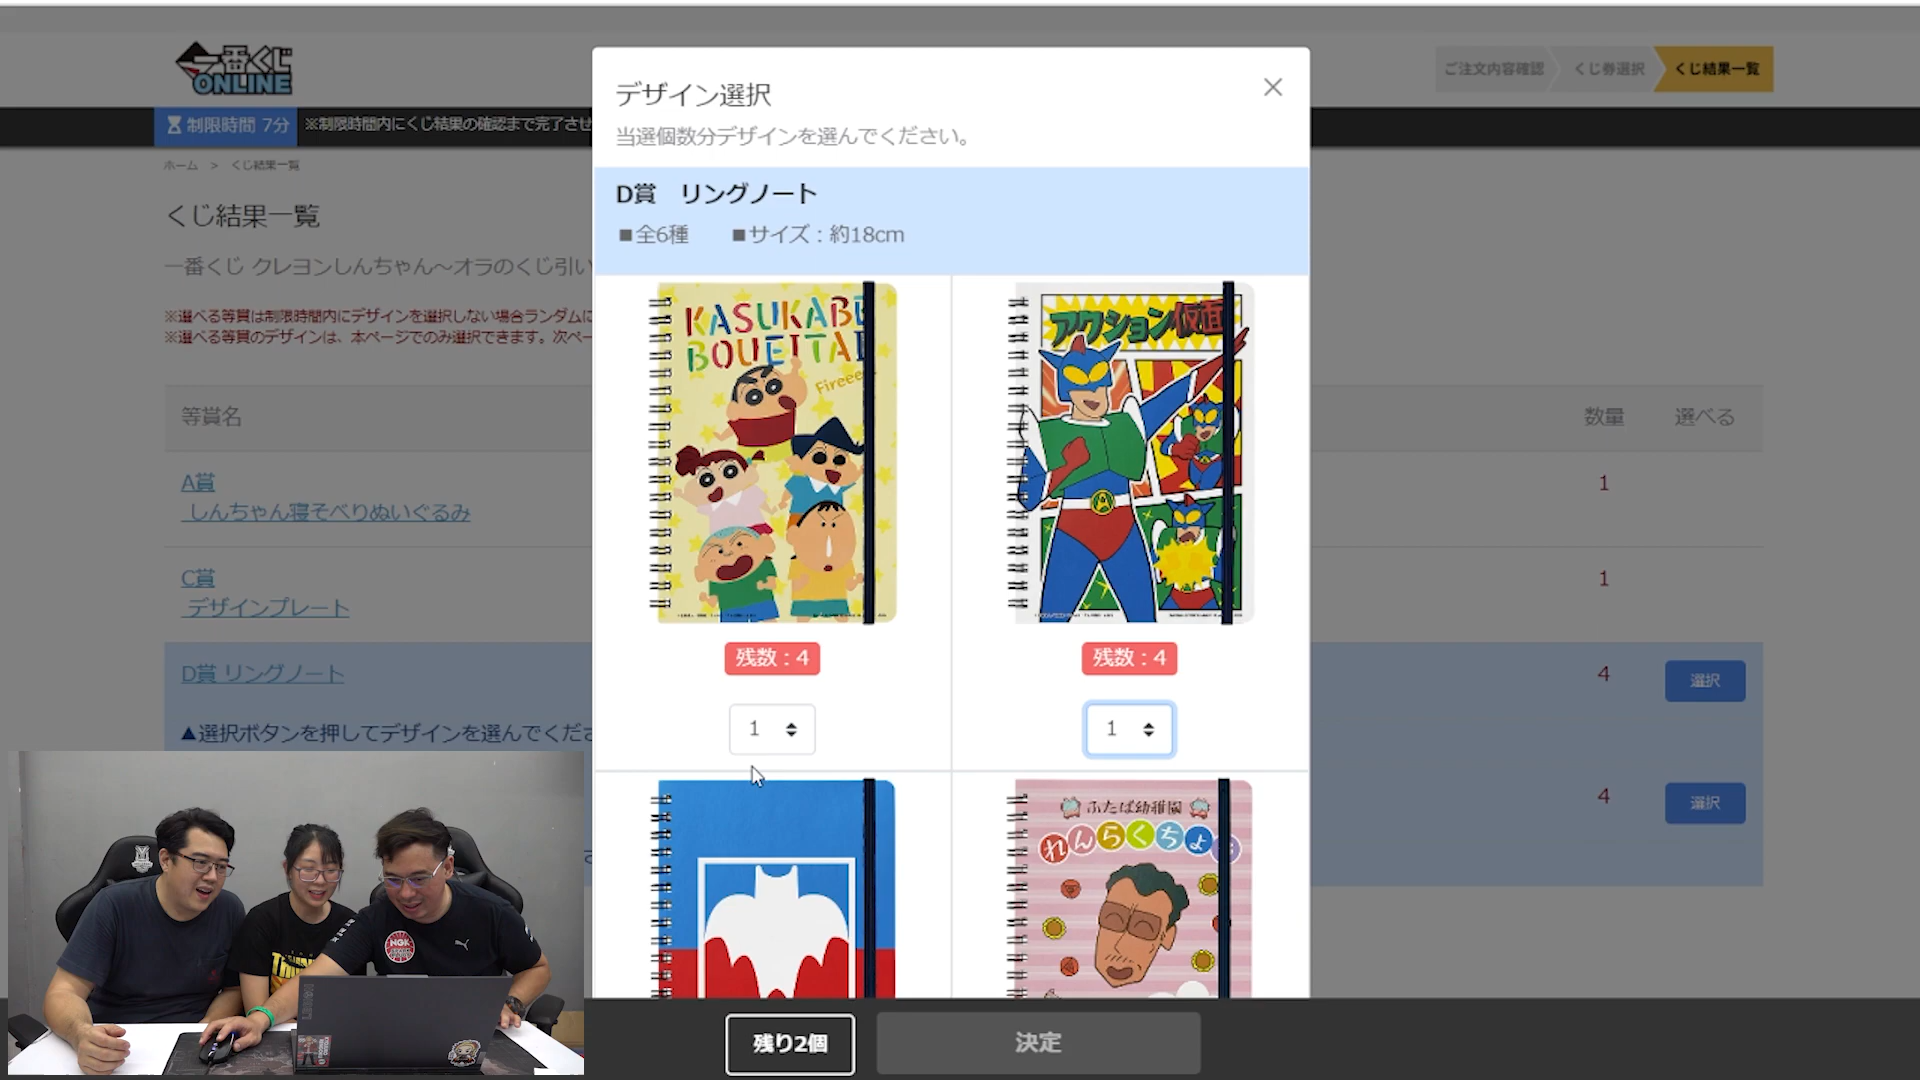 一番くじ
ONLINE
ご注文内容確認
くじ券選択
くじ結果一覧
制限時間 7分
※制限時間内にくじ結果の確認まで完了させ
ホーム > くじ結果一覧
くじ結果一覧
一番くじ クレヨンしんちゃん～オラのくじ引い
※選べる等賞は制限時間内にデザインを選択しない場合ランダムに
※選べる等賞のデザインは、本ページでのみ選択できます。次ペー
等賞名
数量
選べる
A賞
しんちゃん寝そべりぬいぐるみ
1
C賞
デザインプレート
1
D賞 リングノート
4
選択
▲選択ボタンを押してデザインを選んでくださ
4
選択
デザイン選択
×
当選個数分デザインを選んでください。
D賞 リングノート
■全6種 ■サイズ：約18cm
KASUKABE
BOUEITAI
Fireee
アクション仮面
A
残数：4
残数：4
1
1
ふたば幼稚園
れんらくちょ
残り2個
決定
NGK
LEGION